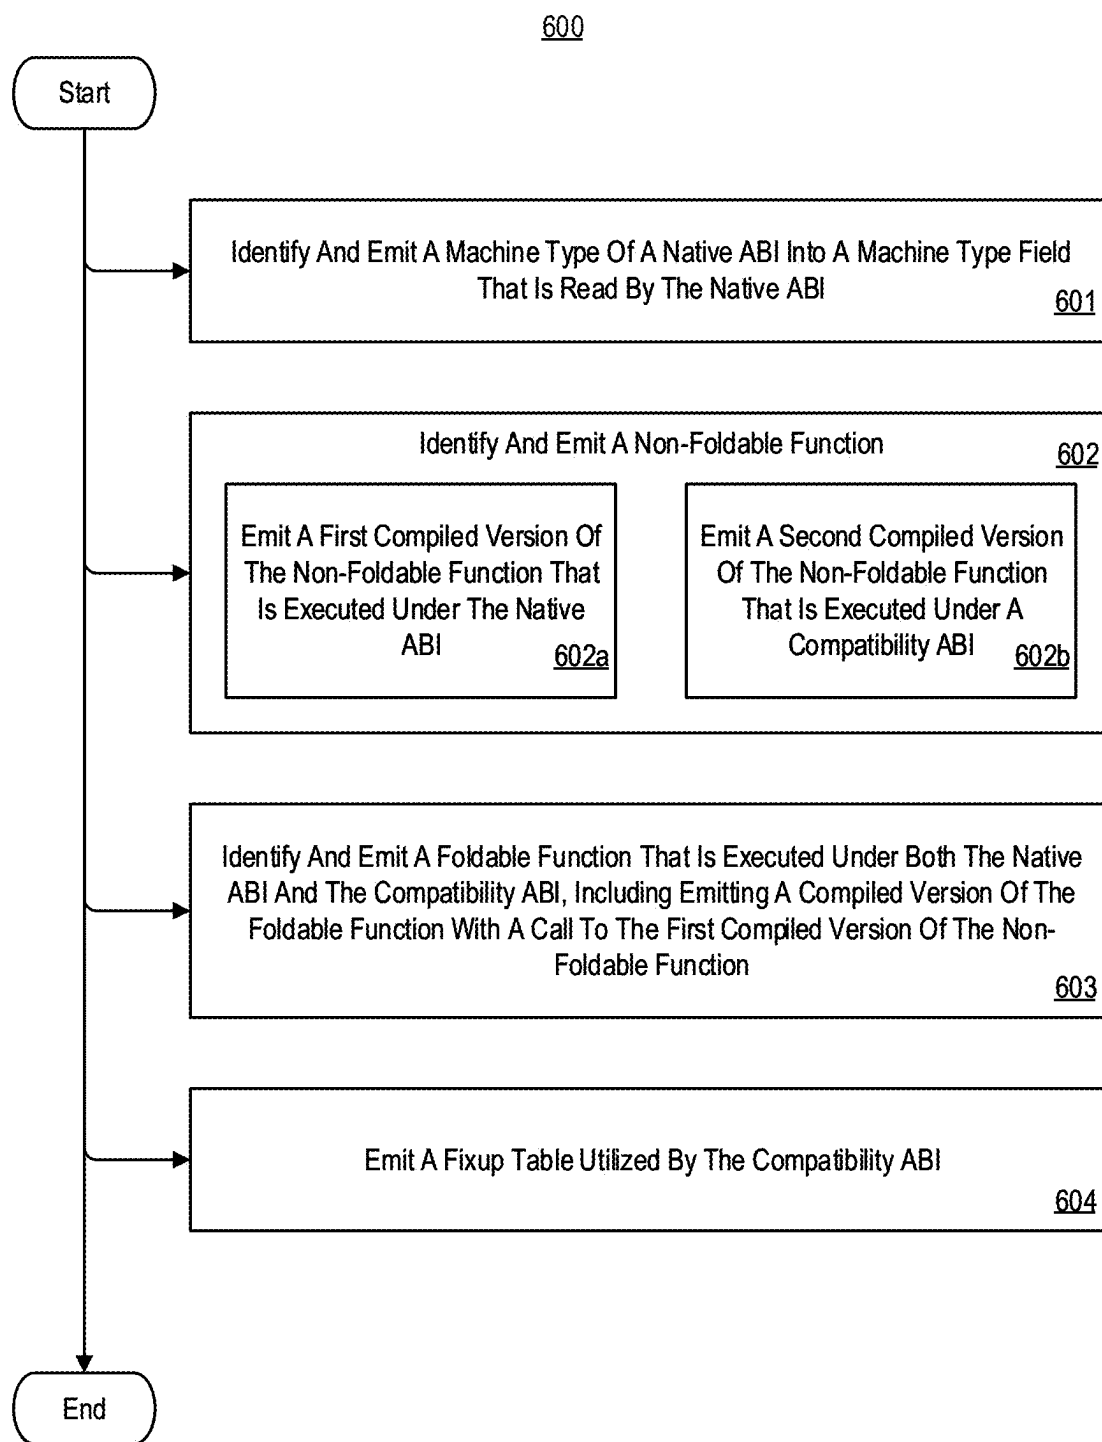 600
Start
Identify And Emit A Machine Type Of A Native ABI Into A Machine Type Field
That Is Read By The Native ABI
601
Identify And Emit A Non-Foldable Function
602
Emit A First Compiled Version Of
The Non-Foldable Function That
Is Executed Under The Native
ABI
602a
Emit A Second Compiled Version
Of The Non-Foldable Function
That Is Executed Under A
Compatibility ABI
602b
Identify And Emit A Foldable Function That Is Executed Under Both The Native
ABI And The Compatibility ABI, Including Emitting A Compiled Version Of The
Foldable Function With A Call To The First Compiled Version Of The Non-
Foldable Function
603
Emit A Fixup Table Utilized By The Compatibility ABI
604
End